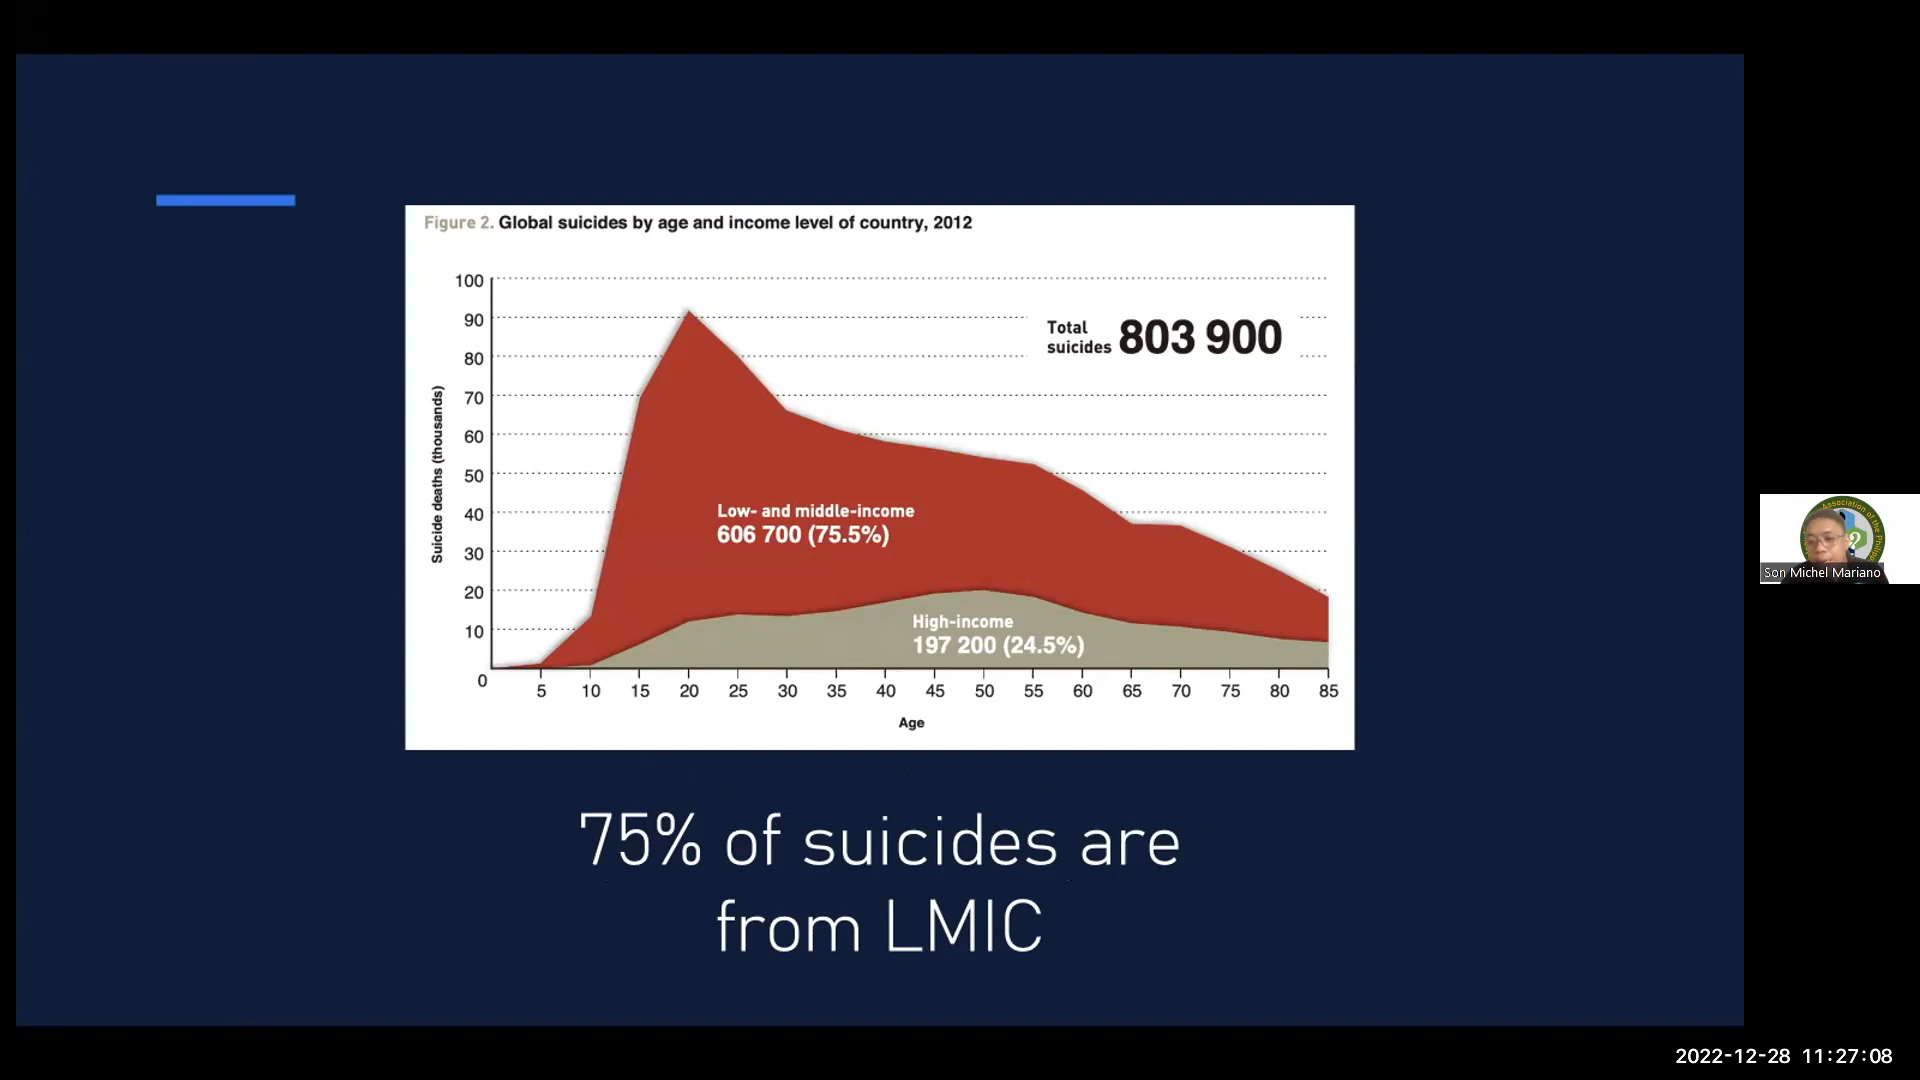 Figure 2. Global suicides by age and income level of country, 2012
100
90
80
70
60
50
40
30
20
10
0
Suicide deaths (thousands)
Total
suicides 803 900
Low- and middle-income
606 700 (75.5%)
High-income
197 200 (24.5%)
5 10 15 20 25 30 35 40 45 50 55 60 65 70 75 80 85
Age
75% of suicides are
from LMIC
Association of the
Son Michel Mariano
2022-12-28 11:27:08